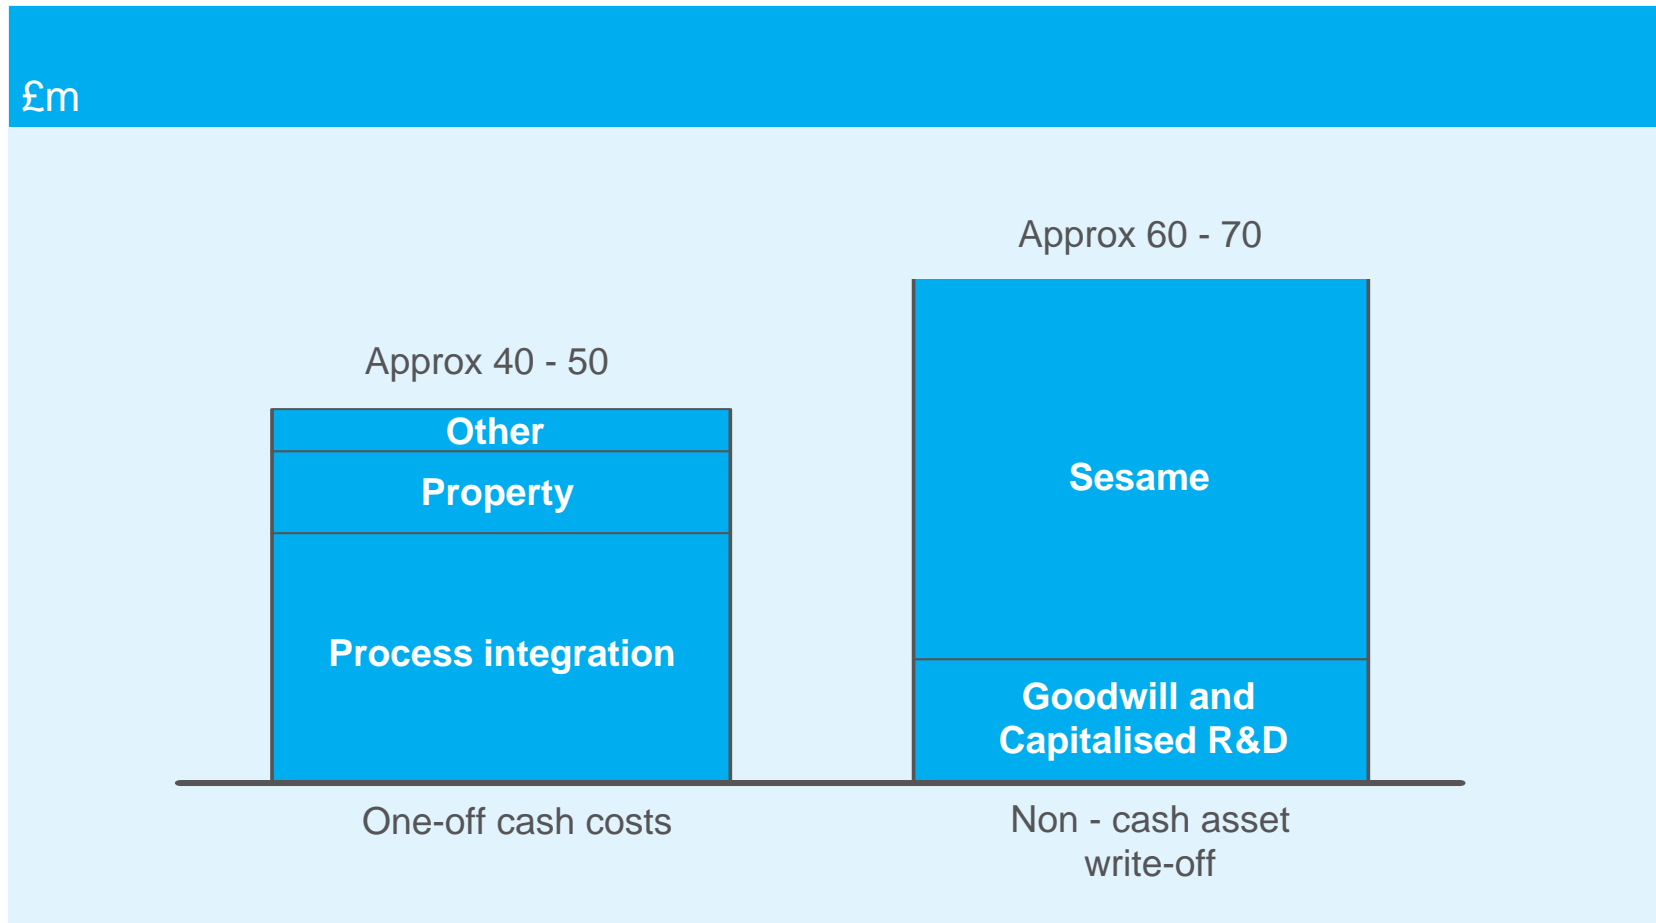 £m
Approx 40 - 50
Other
Property
Process integration
One-off cash costs
Approx 60 - 70
Sesame
Goodwill and
Capitalised R&D
Non - cash asset
write-off